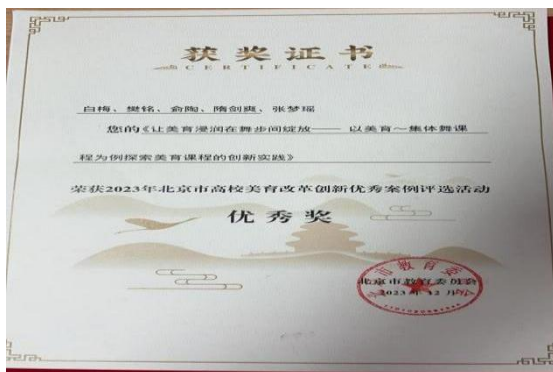 获奖证书
CERTIFICATE
白梅、樊铭、俞陶、隋剑爽、张梦瑶
您的《让美育浸润在舞步间绽放—— 以美育～集体舞课
程为例探索美育课程的创新实践》
荣获2023年北京市高校美育改革创新优秀案例评选活动
优秀奖
北京市教育委员会
2023年12月